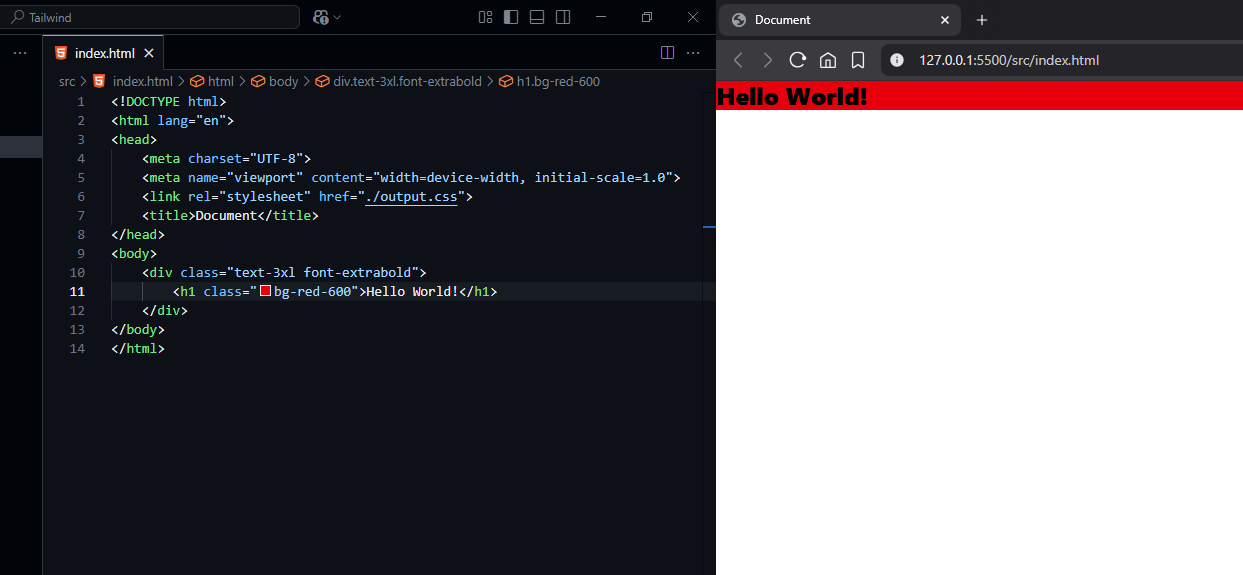 Tailwind
index.html
src > index.html > html > body > div.text-3xl.font-extrabold > h1.bg-red-600
1 <!DOCTYPE html>
2 <html lang="en">
3 <head>
4 <meta charset="UTF-8">
5 <meta name="viewport" content="width=device-width, initial-scale=1.0">
6 <link rel="stylesheet" href="./output.css">
7 <title>Document</title>
8 </head>
9 <body>
10 <div class="text-3xl font-extrabold">
11 <h1 class="bg-red-600">Hello World!</h1>
12 </div>
13 </body>
14 </html>
Document
127.0.0.1:5500/src/index.html
Hello World!